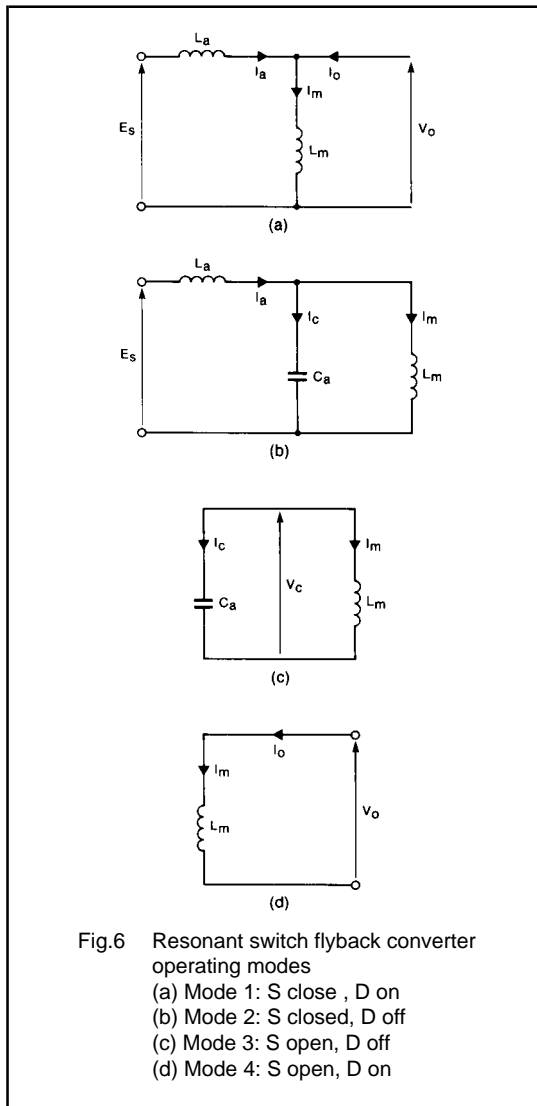 La
Ia
Io
Im
Es
Lm
Vo
(a)
La
Ia
Ic
Im
Es
Ca
Lm
(b)
Ic
Im
Vc
Ca
Lm
(c)
Io
Im
Vo
Lm
(d)
Fig.6 Resonant switch flyback converter
operating modes
(a) Mode 1: S close , D on
(b) Mode 2: S closed, D off
(c) Mode 3: S open, D off
(d) Mode 4: S open, D on